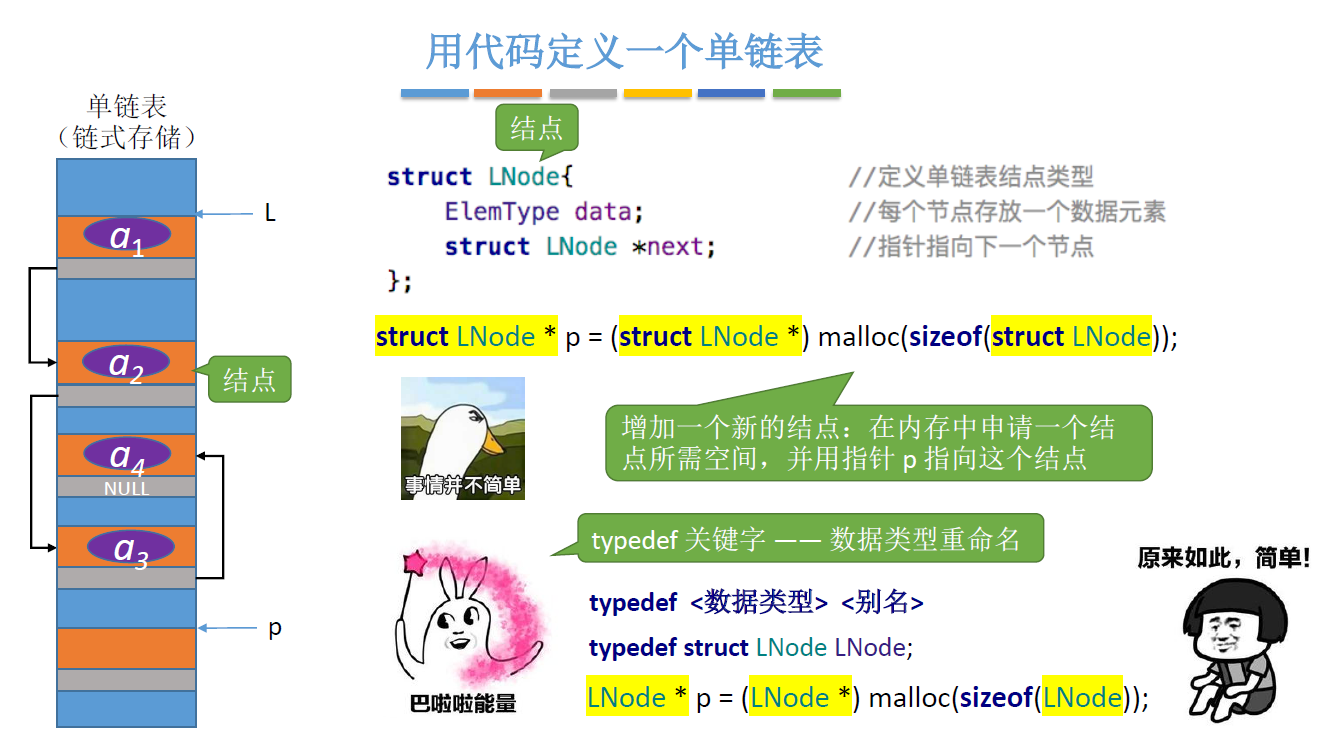 用代码定义一个单链表
单链表
（链式存储）
L
a1
a2
结点
a4
NULL
a3
p
结点
struct LNode{ //定义单链表结点类型
ElemType data; //每个节点存放一个数据元素
struct LNode *next; //指针指向下一个节点
};
struct LNode * p = (struct LNode *) malloc(sizeof(struct LNode));
增加一个新的结点：在内存中申请一个结
点所需空间，并用指针 p 指向这个结点
事情并不简单
typedef 关键字 —— 数据类型重命名
typedef <数据类型> <别名>
typedef struct LNode LNode;
LNode * p = (LNode *) malloc(sizeof(LNode));
巴啦啦能量
原来如此，简单！